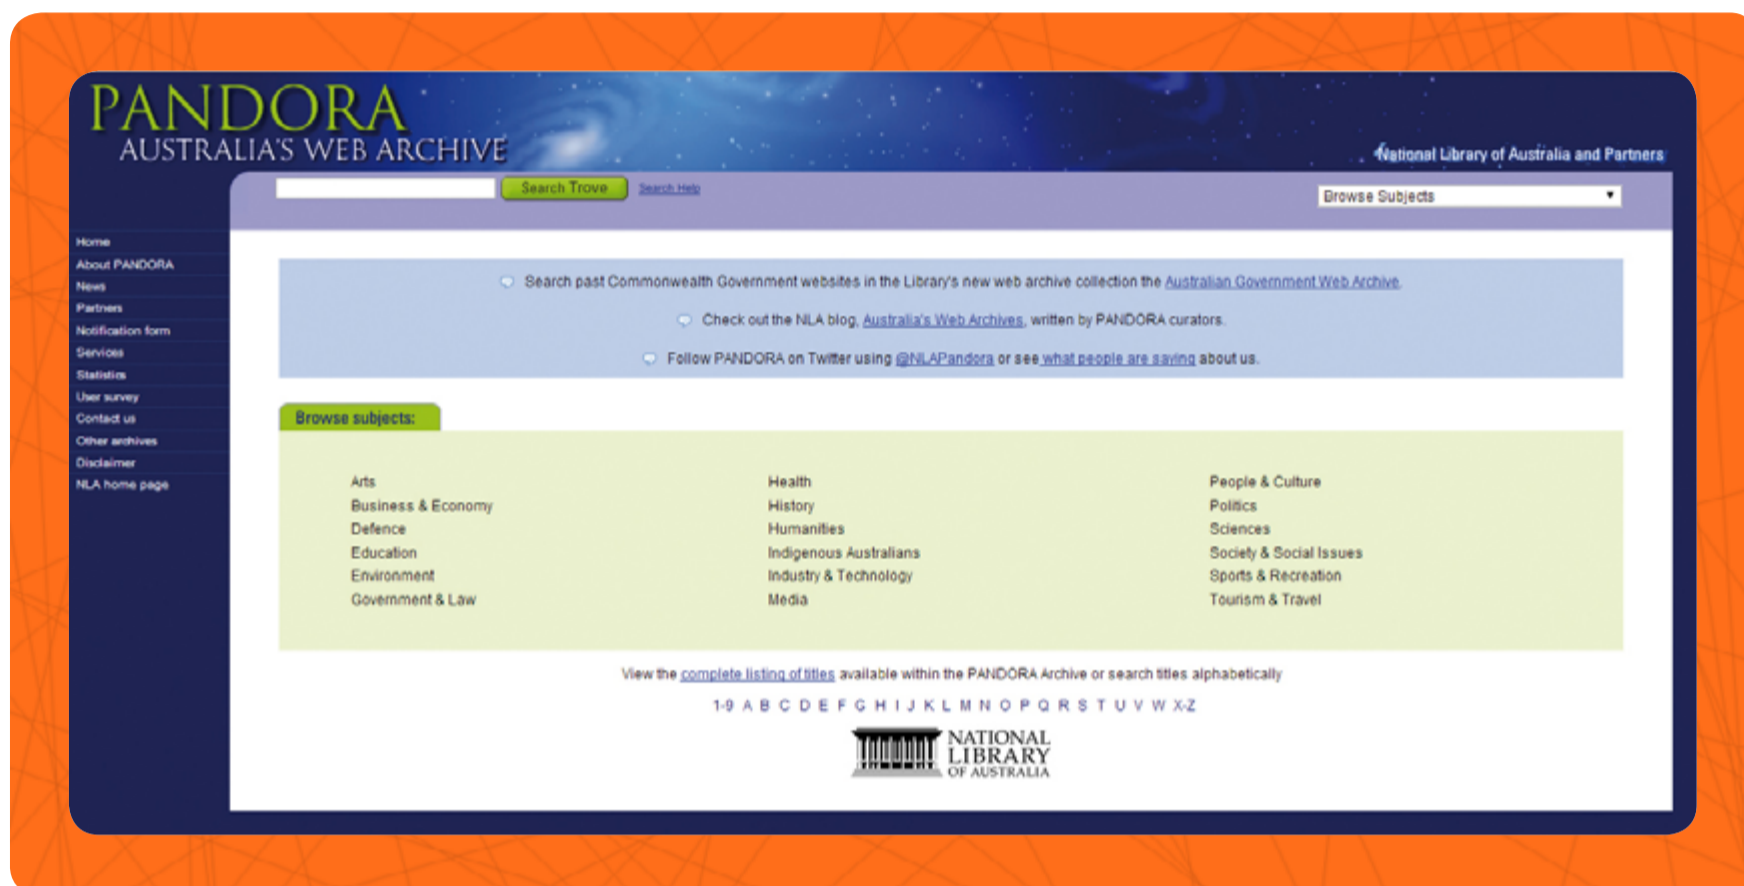 PANDORA
AUSTRALIA'S WEB ARCHIVE
National Library of Australia and Partners
Search Trove
Search Help
Browse Subjects
Home
About PANDORA
News
Partners
Notification form
Services
Statistics
User survey
Contact us
Other archives
Disclaimer
NLA home page
Search past Commonwealth Government websites in the Library's new web archive collection the Australian Government Web Archive.
Check out the NLA blog, Australia's Web Archives, written by PANDORA curators.
Follow PANDORA on Twitter using @NLAPandora or see what people are saying about us.
Browse subjects:
Arts
Business & Economy
Defence
Education
Environment
Government & Law
Health
History
Humanities
Indigenous Australians
Industry & Technology
Media
People & Culture
Politics
Sciences
Society & Social Issues
Sports & Recreation
Tourism & Travel
View the complete listing of titles available within the PANDORA Archive or search titles alphabetically
1-9 A B C D E F G H I J K L M N O P Q R S T U V W X-Z
NATIONAL
LIBRARY
OF AUSTRALIA